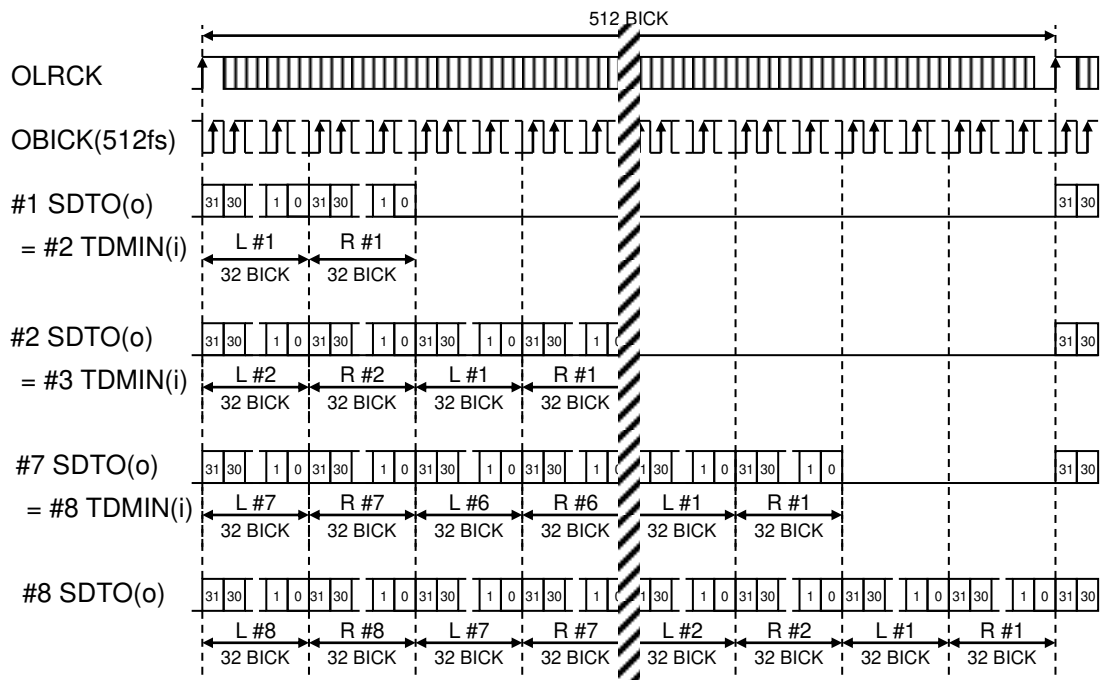 512 BICK
OLRCK
OBICK(512fs)
#1 SDTO(o)
31 30 1 0 31 30 1 0 31 30
= #2 TDMIN(i)
L #1 R #1
32 BICK 32 BICK
#2 SDTO(o)
31 30 1 0 31 30 1 0 31 30 1 0 31 30 1 31 30
= #3 TDMIN(i)
L #2 R #2 L #1 R #1
32 BICK 32 BICK 32 BICK 32 BICK
#7 SDTO(o)
31 30 1 0 31 30 1 0 31 30 1 0 31 30 1 30 1 0 31 30 1 0 31 30
= #8 TDMIN(i)
L #7 R #7 L #6 R #6 L #1 R #1
32 BICK 32 BICK 32 BICK 32 BICK 32 BICK 32 BICK
#8 SDTO(o)
31 30 1 0 31 30 1 0 31 30 1 0 31 30 1 30 1 0 31 30 1 0 31 30 1 0 31 30 1 0 31 30
L #8 R #8 L #7 R #7 L #2 R #2 L #1 R #1
32 BICK 32 BICK 32 BICK 32 BICK 32 BICK 32 BICK 32 BICK 32 BICK